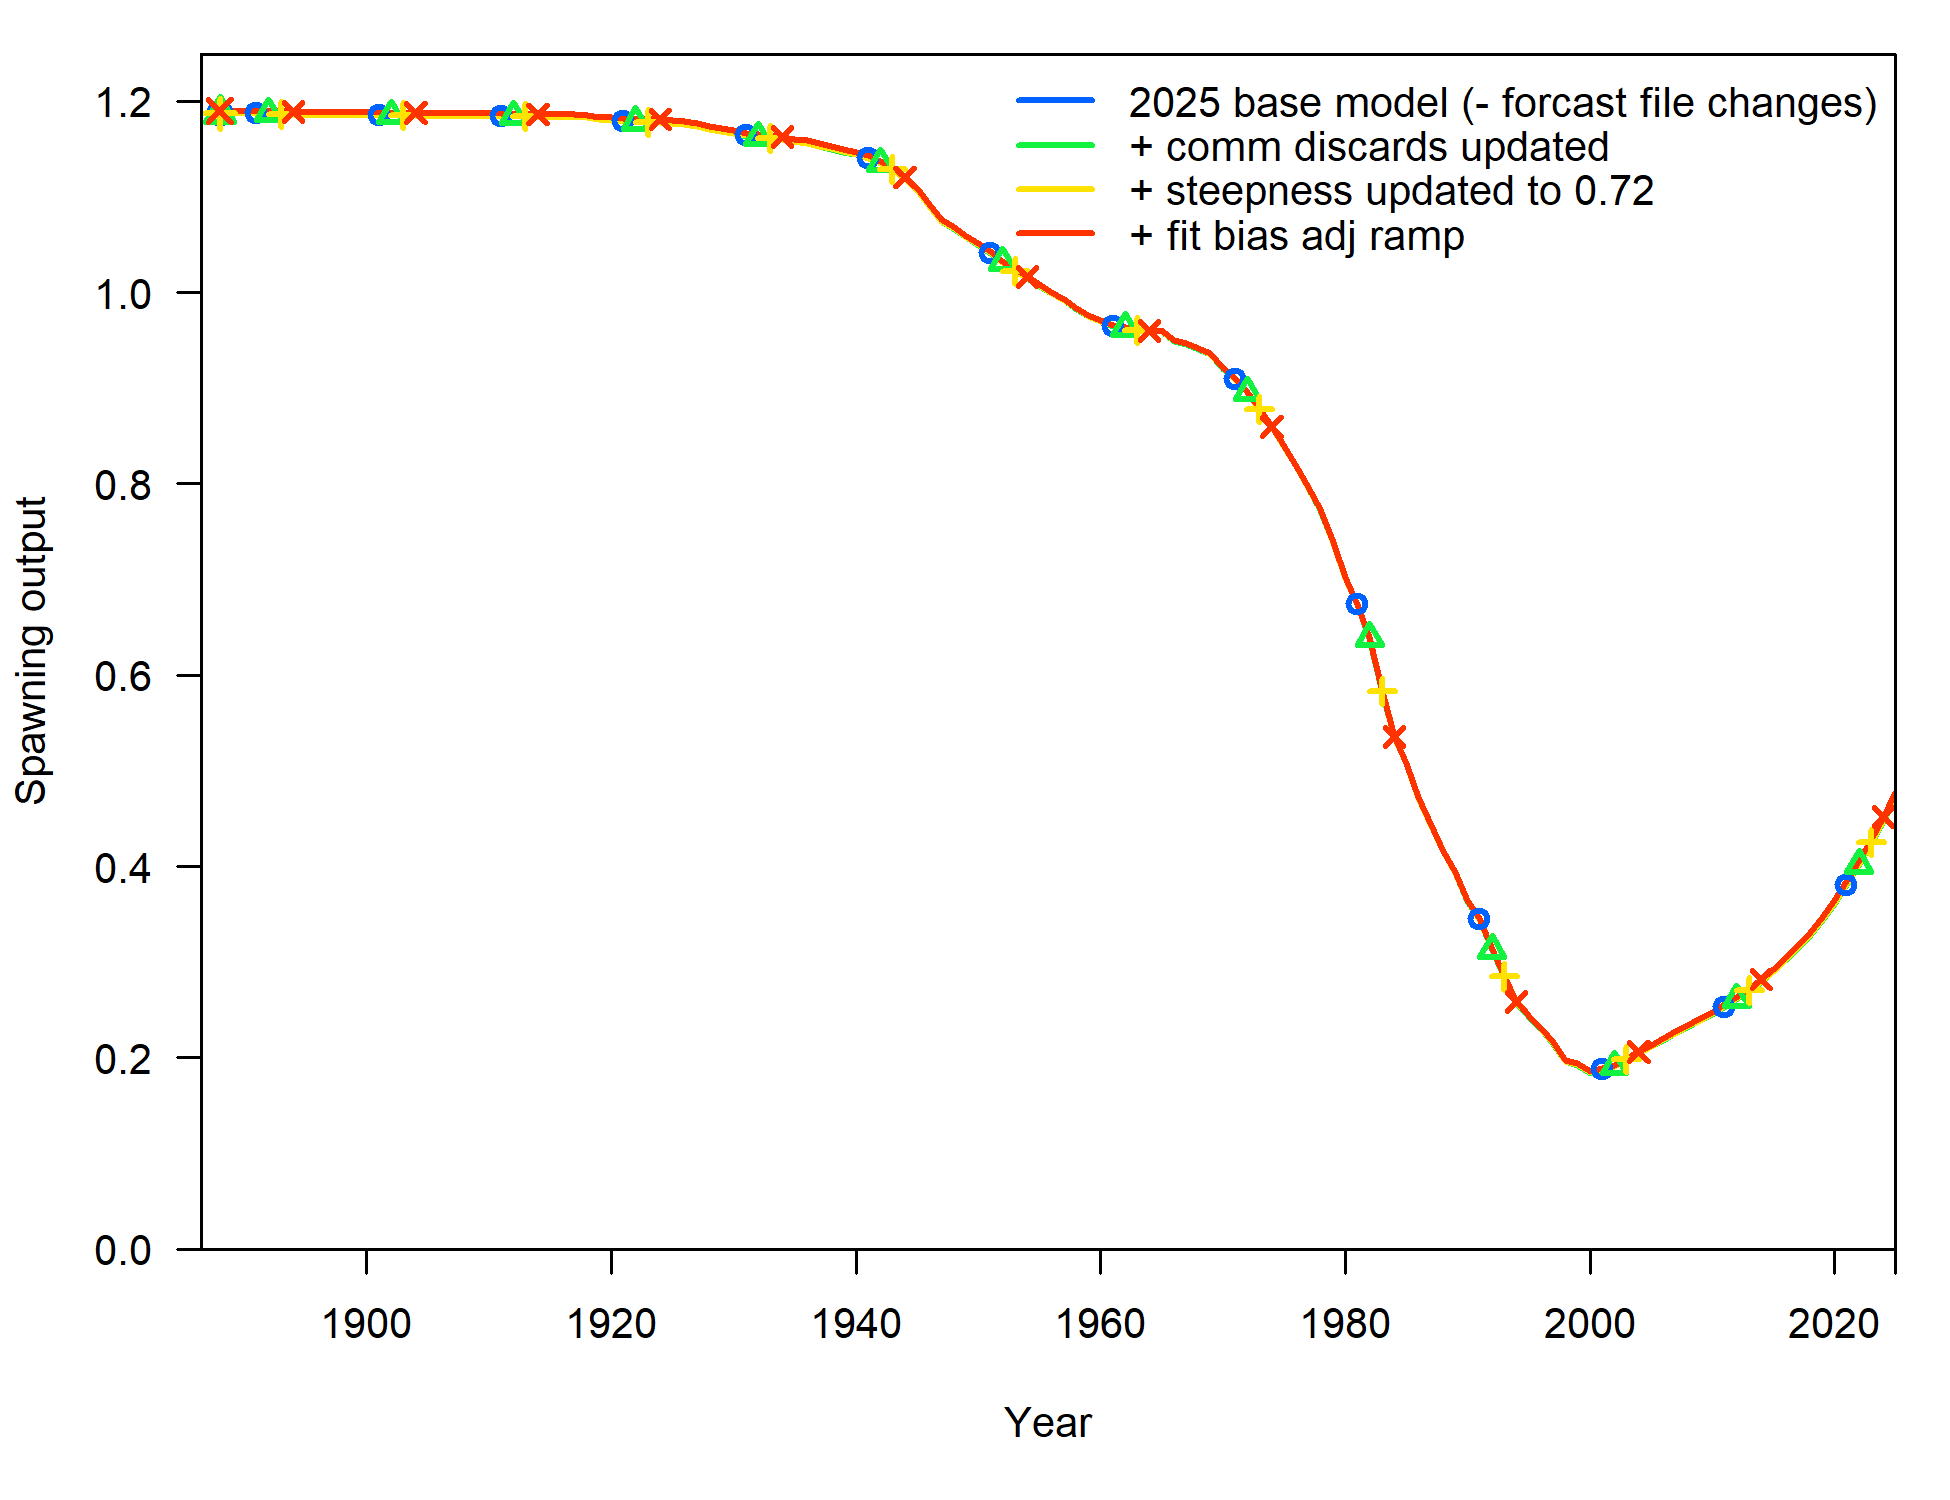 1.2
1.0
0.8
0.6
0.4
0.2
0.0
Spawning output
2025 base model (- forcast file changes)
+ comm discards updated
+ steepness updated to 0.72
+ fit bias adj ramp
1900 1920 1940 1960 1980 2000 2020
Year